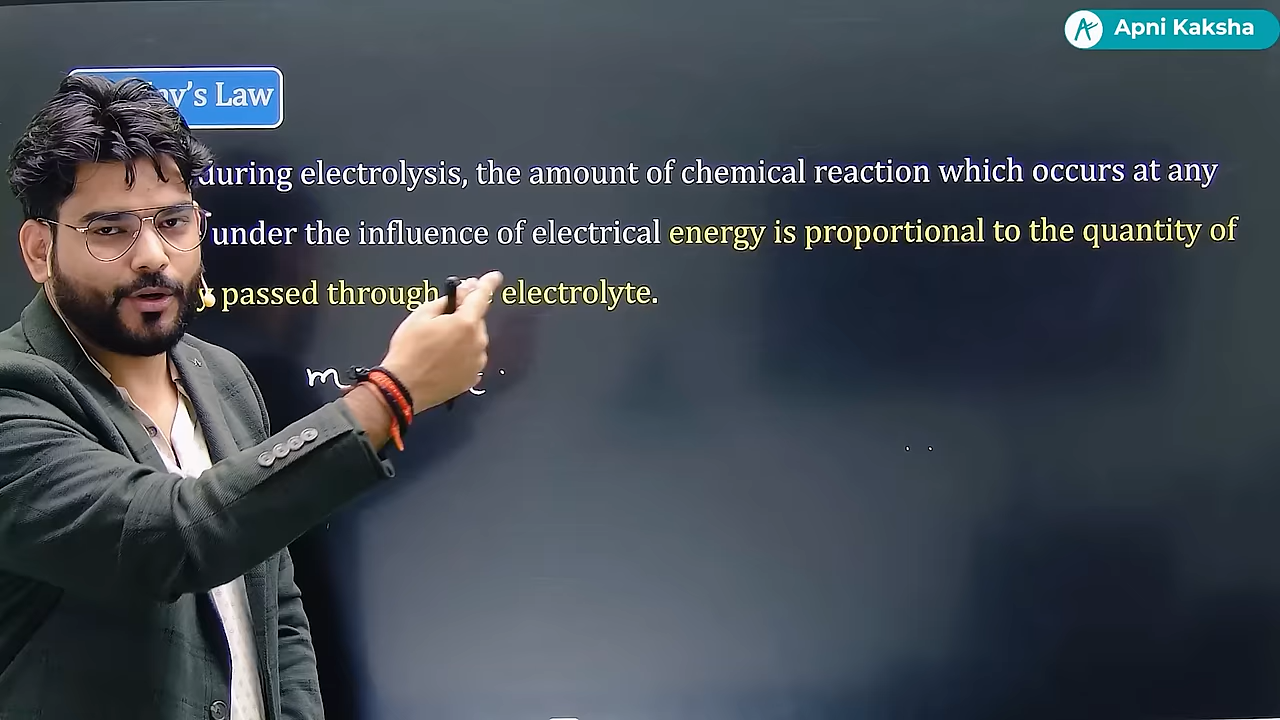 Apni Kaksha
's Law
during electrolysis, the amount of chemical reaction which occurs at any
under the influence of electrical energy is proportional to the quantity of
passed through electrolyte.
m